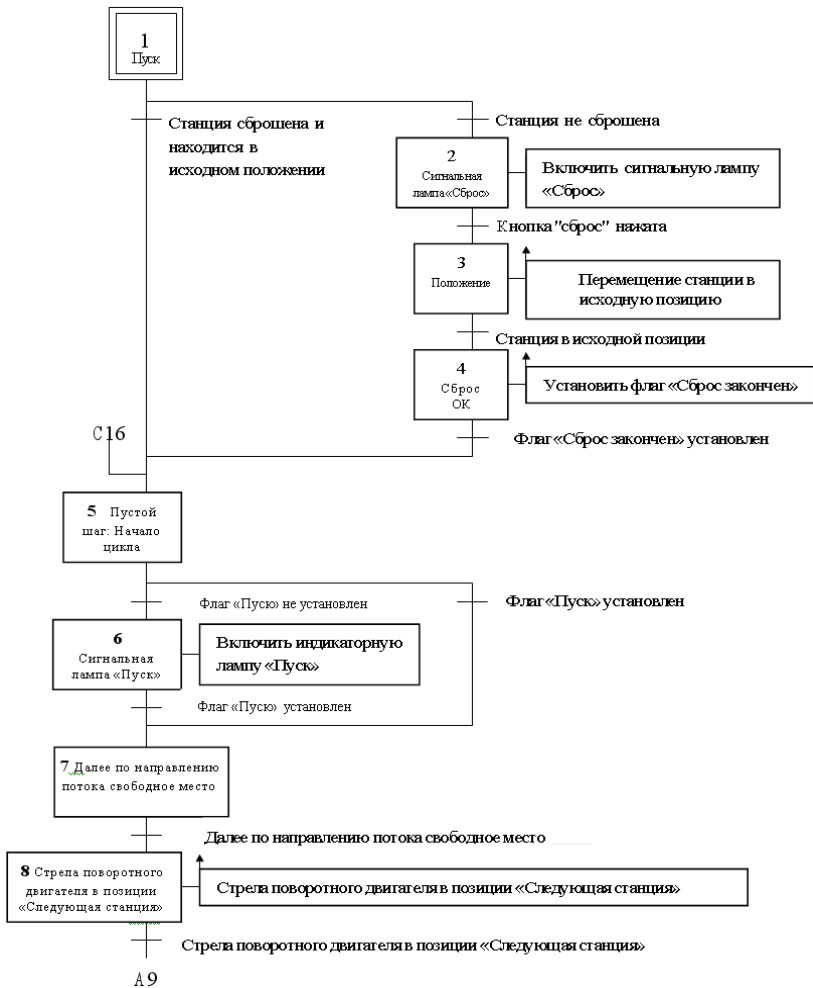 1
Пуск
Станция сброшена и
находится в
исходном положении
Станция не сброшена
2
Сигнальная
лампа«Сброс»
Включить сигнальную лампу
«Сброс»
Кнопка "сброс" нажата
3
Положение
Перемещение станции в
исходную позицию
Станция в исходной позиции
4
Сброс
ОК
Установить флаг «Сброс закончен»
Флаг «Сброс закончен» установлен
С16
5 Пустой
шаг: Начало
цикла
Флаг «Пуск» не установлен
Флаг «Пуск» установлен
6
Сигнальная
лампа «Пуск»
Включить индикаторную
лампу «Пуск»
Флаг «Пуск» установлен
7 Далее по направлению
потока свободное место
Далее по направлению потока свободное место
8 Стрела поворотного
двигателя в позиции
«Следующая станция»
Стрела поворотного двигателя в позиции «Следующая станция»
Стрела поворотного двигателя в позиции «Следующая станция»
А9